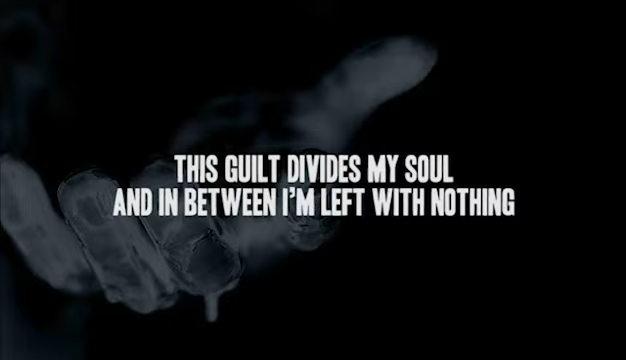 THIS GUILT DIVIDES MY SOUL
AND IN BETWEEN I'M LEFT WITH NOTHING